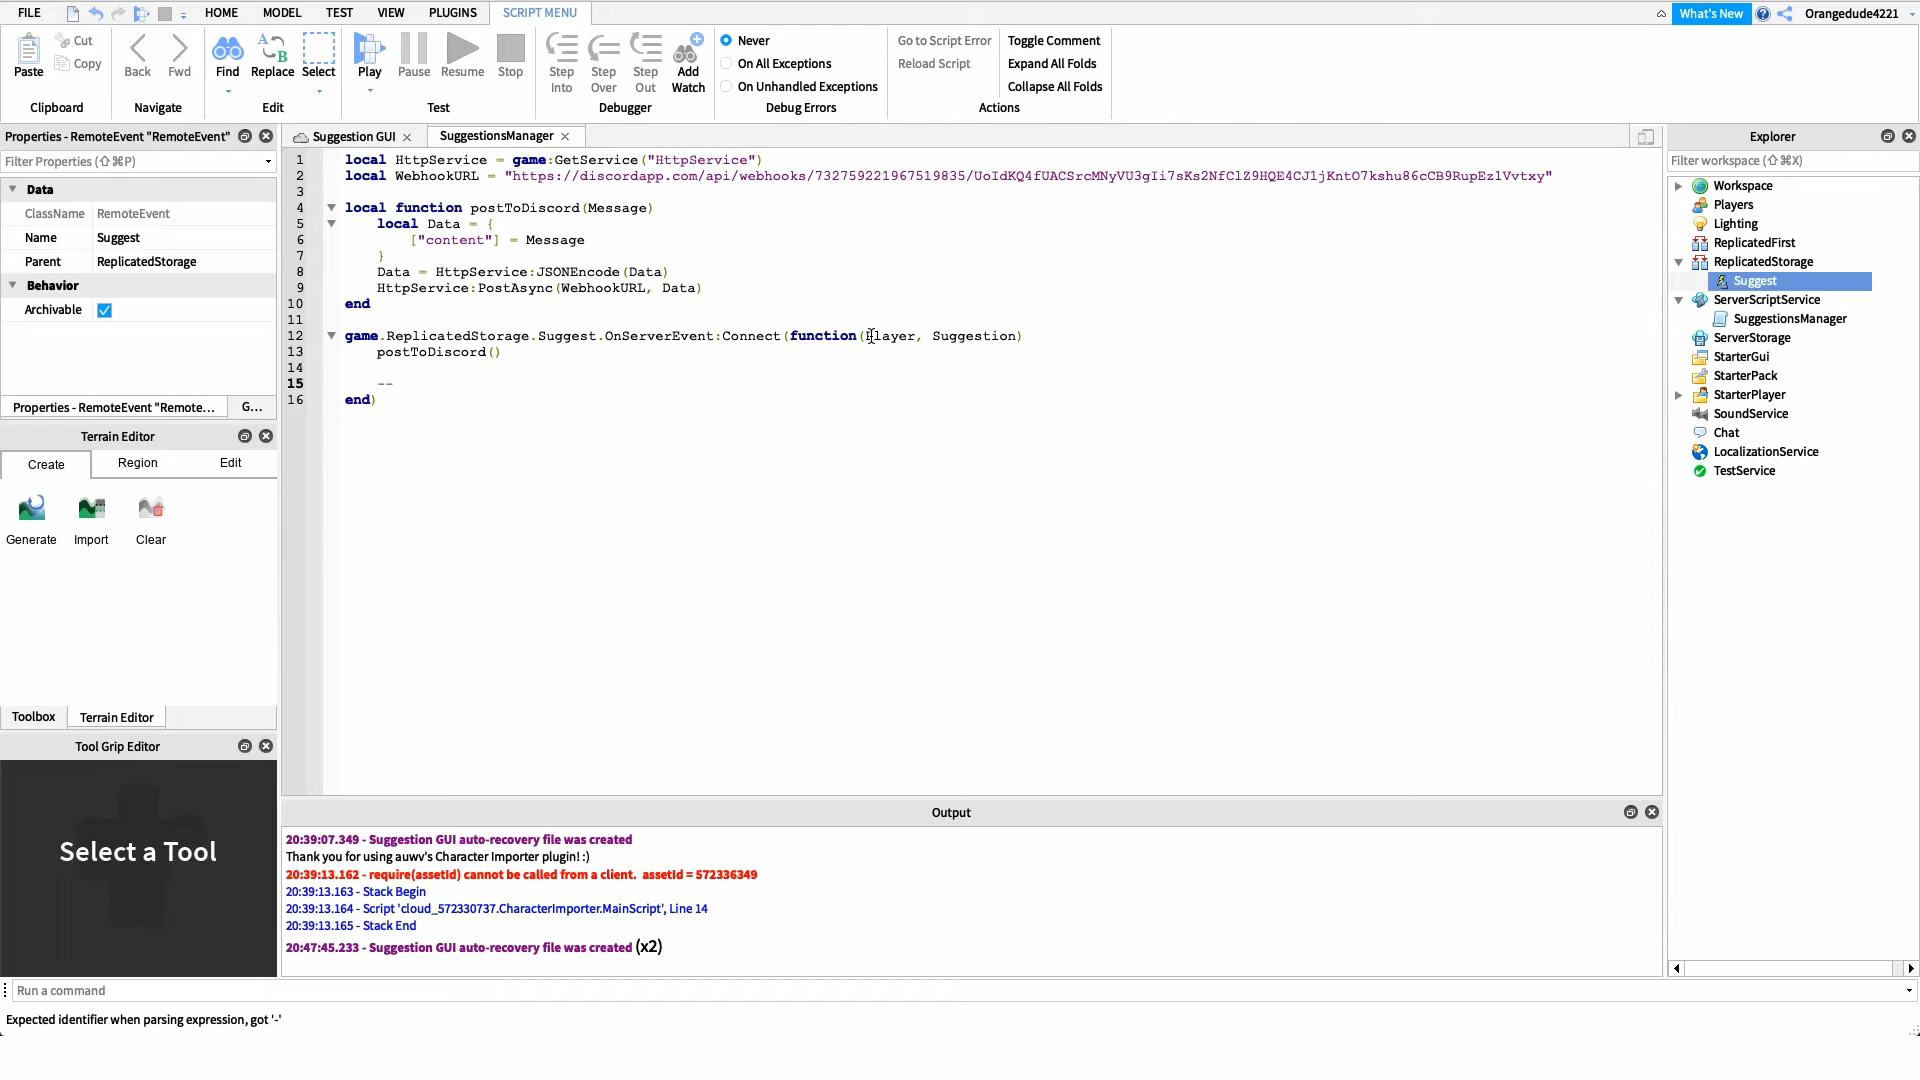 FILE HOME MODEL TEST VIEW PLUGINS SCRIPT MENU What's New Orangedude4221
Paste Cut Copy Clipboard
Back Fwd Navigate
Find Replace Select Edit
Play Pause Resume Stop Test
Step Into Step Over Step Out Add Watch Debugger
Never
On All Exceptions
On Unhandled Exceptions
Debug Errors
Go to Script Error
Reload Script
Toggle Comment
Expand All Folds
Collapse All Folds
Actions
Properties - RemoteEvent "RemoteEvent"
Filter Properties (⇧⌘P)
Data
ClassName RemoteEvent
Name Suggest
Parent ReplicatedStorage
Behavior
Archivable
Properties - RemoteEvent "Remote... G...
Terrain Editor
Create Region Edit
Generate Import Clear
Toolbox Terrain Editor
Tool Grip Editor
Select a Tool
Suggestion GUI SuggestionsManager
1 local HttpService = game:GetService("HttpService")
2 local WebhookURL = "https://discordapp.com/api/webhooks/732759221967519835/UoIdKQ4fUACSrcMNyVU3gIi7sKs2NfClZ9HQE4CJ1jKntO7kshu86cCB9RupEz1Vvtxy"
3
4 local function postToDiscord(Message)
5 local Data = {
6 ["content"] = Message
7 }
8 Data = HttpService:JSONEncode(Data)
9 HttpService:PostAsync(WebhookURL, Data)
10 end
11
12 game.ReplicatedStorage.Suggest.OnServerEvent:Connect(function(Player, Suggestion)
13 postToDiscord()
14
15 --
16 end)
Output
20:39:07.349 - Suggestion GUI auto-recovery file was created
Thank you for using auwv's Character Importer plugin! :)
20:39:13.162 - require(assetId) cannot be called from a client. assetId = 572336349
20:39:13.163 - Stack Begin
20:39:13.164 - Script 'cloud_572330737.CharacterImporter.MainScript', Line 14
20:39:13.165 - Stack End
20:47:45.233 - Suggestion GUI auto-recovery file was created (x2)
Explorer
Filter workspace (⇧⌘X)
Workspace
Players
Lighting
ReplicatedFirst
ReplicatedStorage
Suggest
ServerScriptService
SuggestionsManager
ServerStorage
StarterGui
StarterPack
StarterPlayer
SoundService
Chat
LocalizationService
TestService
Run a command
Expected identifier when parsing expression, got '-'